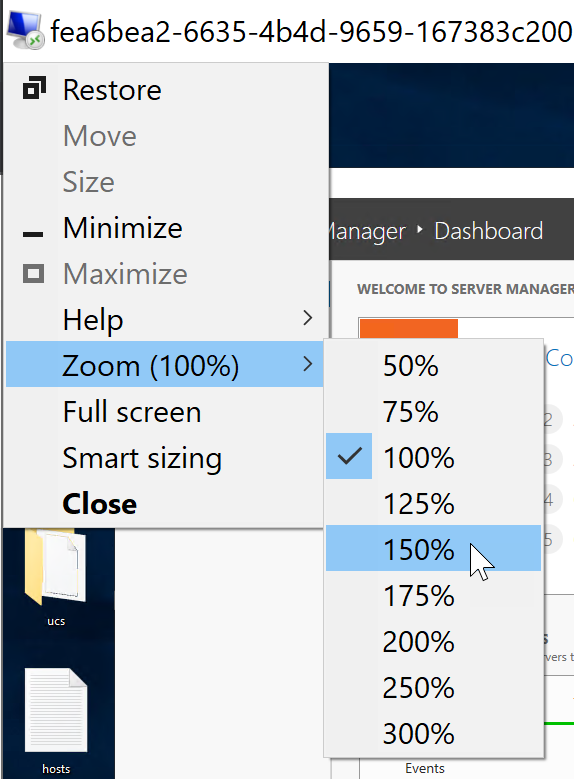 fea6bea2-6635-4b4d-9659-167383c200
Restore
Move
Size
Minimize
Manager ‣ Dashboard
Maximize
WELCOME TO SERVER MANAGER
Help
Zoom (100%)
50%
Co
Full screen
75%
2
Smart sizing
100%
3
Close
125%
4
150%
5
175%
ucs
200%
s
vers t
250%
300%
hosts
Events